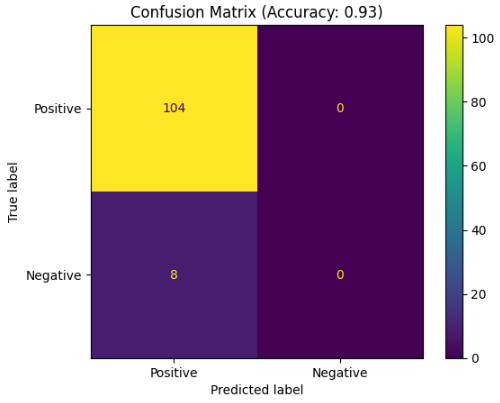 Confusion Matrix (Accuracy: 0.93)
100
80
60
40
20
0
True label
Positive
Negative
104 0
8 0
Positive Negative
Predicted label